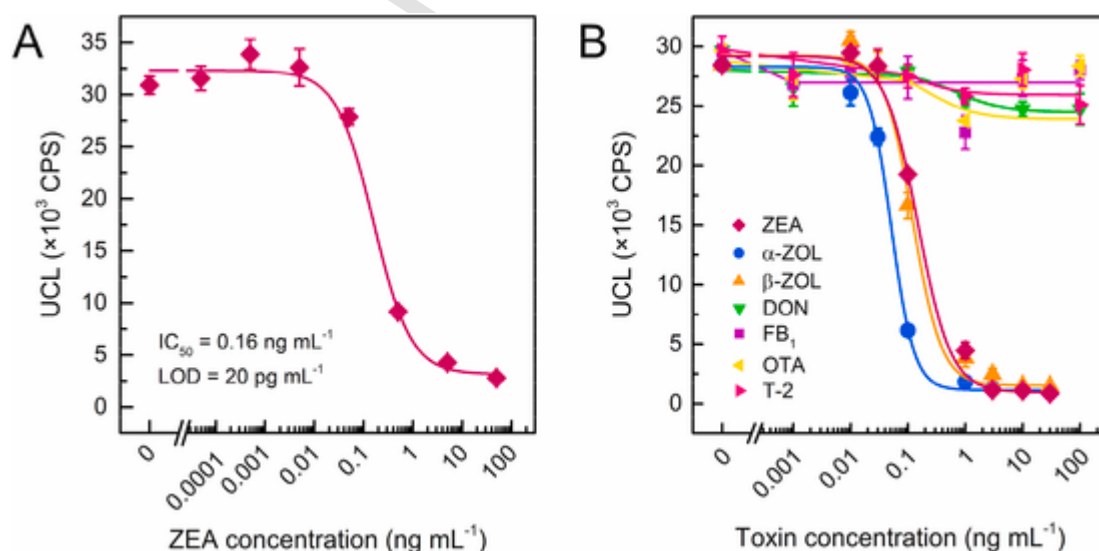 A
UCL (×10³ CPS)
35
30
25
20
15
10
5
0
IC₅₀ = 0.16 ng mL⁻¹
LOD = 20 pg mL⁻¹
0
0.0001
0.001
0.01
0.1
1
10
100
ZEA concentration (ng mL⁻¹)
B
UCL (×10³ CPS)
30
25
20
15
10
5
0
ZEA
α-ZOL
β-ZOL
DON
FB₁
OTA
T-2
0
0.001
0.01
0.1
1
10
100
Toxin concentration (ng mL⁻¹)